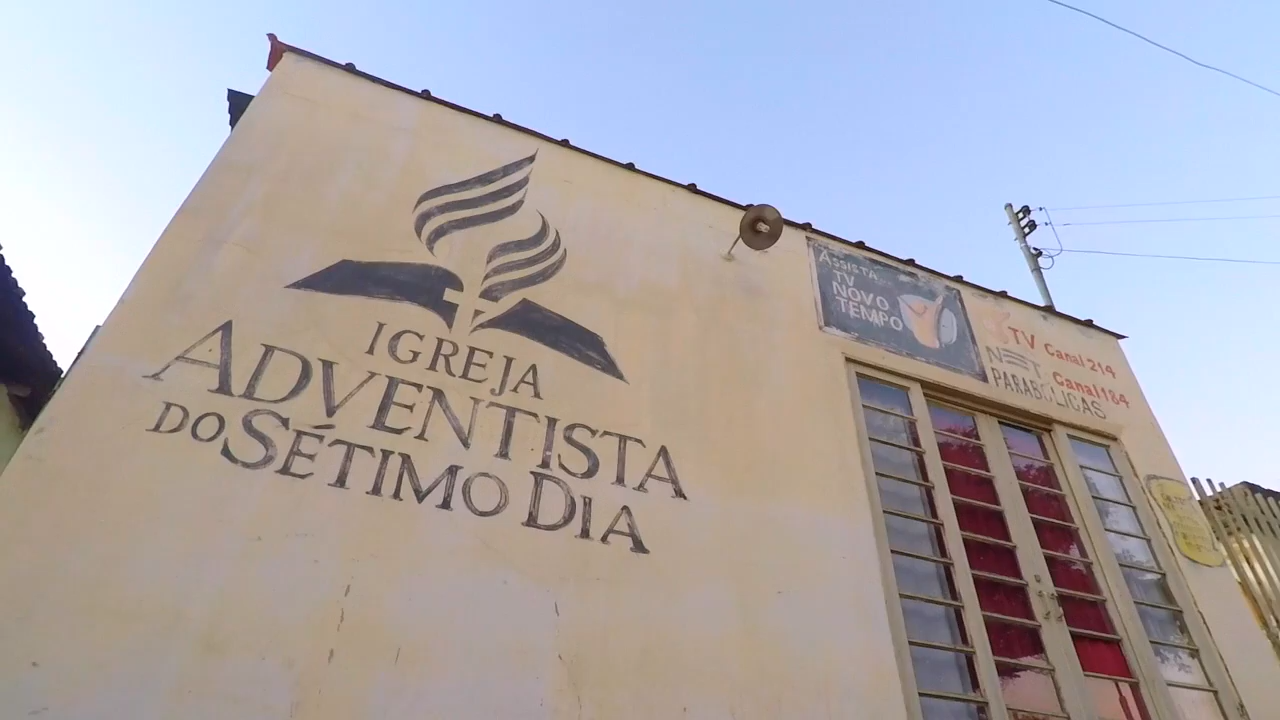 IGREJA
ADVENTISTA
DO SÉTIMO DIA
ASSISTA
TV
NOVO
TEMPO
TV Canal 214
NET Canal 184
PARABÓLICAS